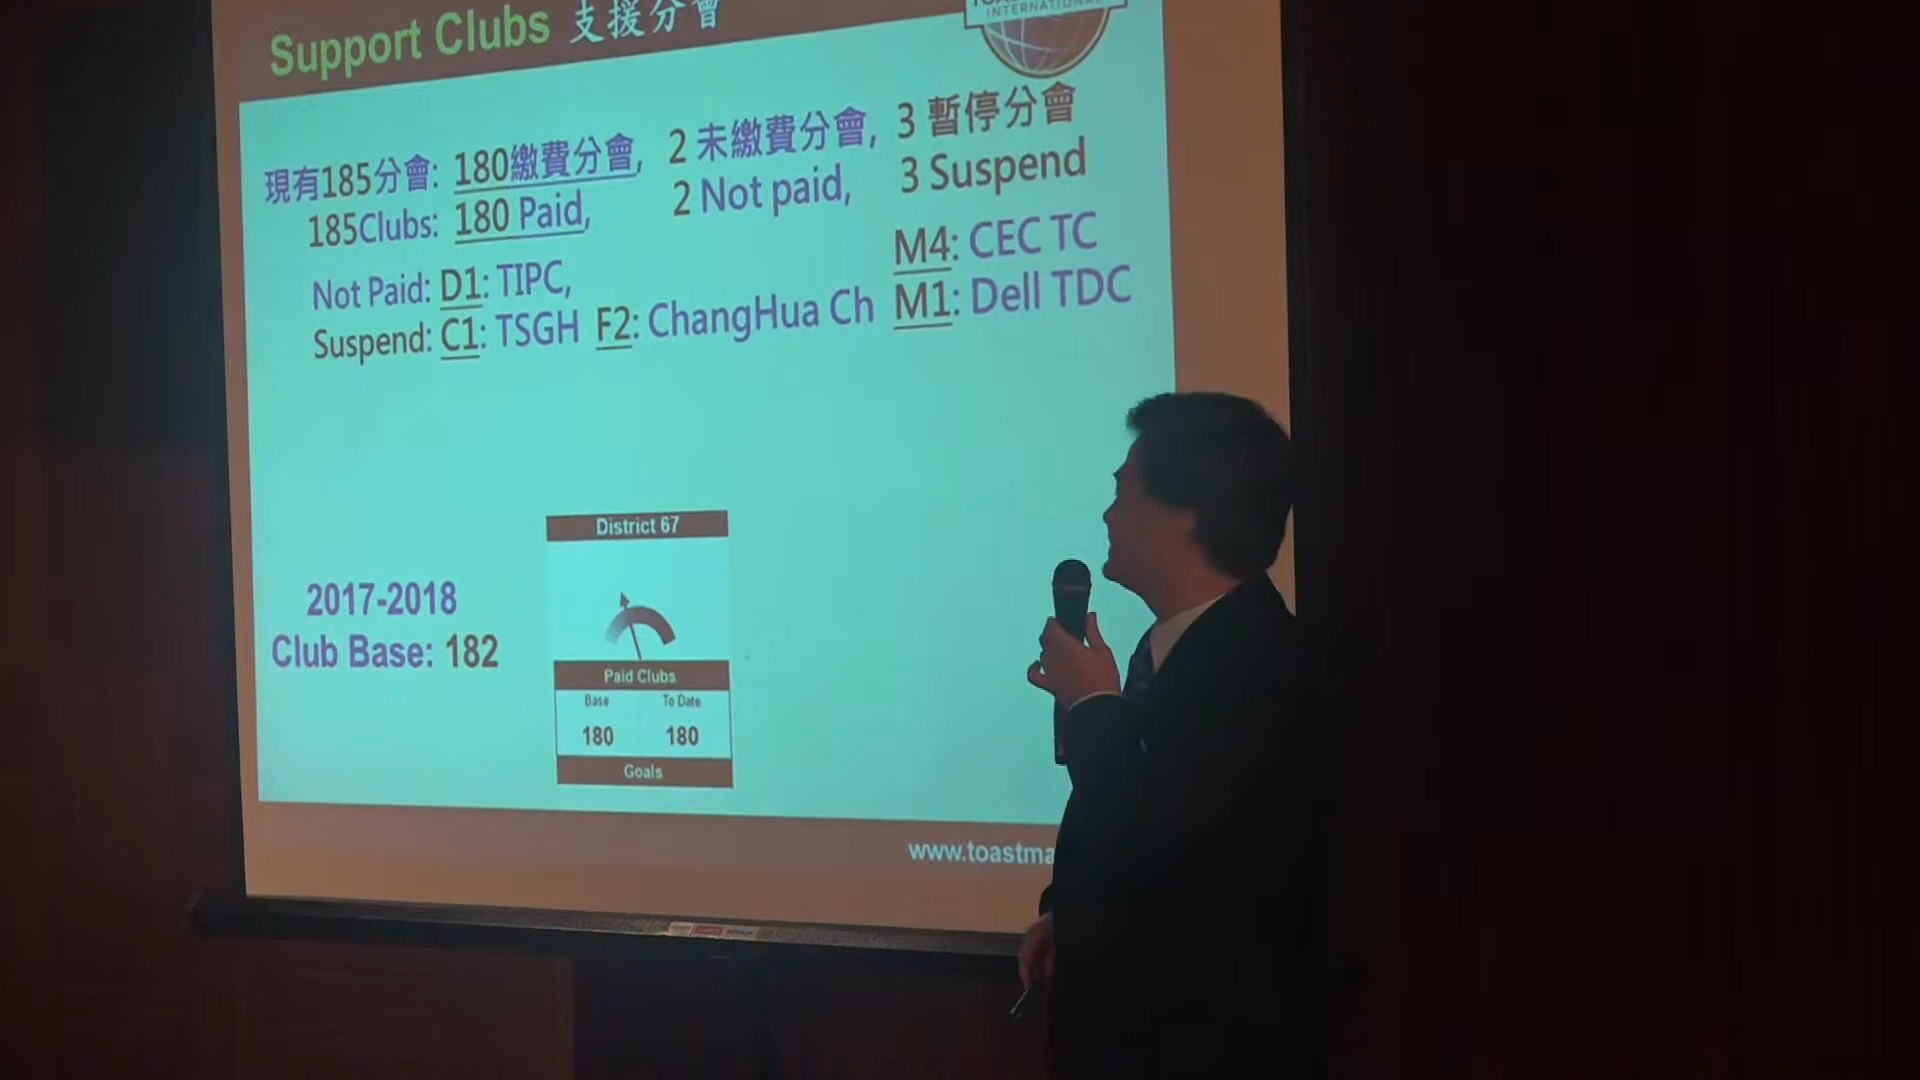 Support Clubs 支援分會
INTERNATIONAL
現有185分會: 180繳費分會, 2 未繳費分會, 3 暫停分會
185Clubs: 180 Paid, 2 Not paid, 3 Suspend
Not Paid: D1: TIPC, M4: CEC TC
Suspend: C1: TSGH F2: ChangHua Ch M1: Dell TDC
2017-2018
Club Base: 182
District 67
Paid Clubs
Base To Date
180 180
Goals
www.toastma